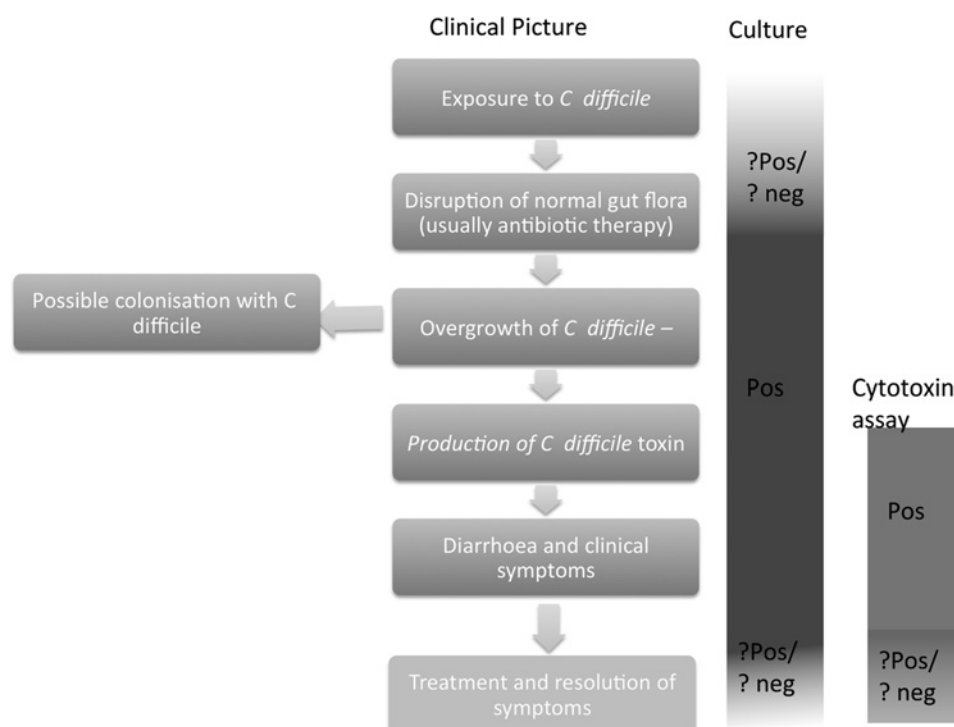 Clinical Picture
Culture
Exposure to C difficile
?Pos/
? neg
Disruption of normal gut flora
(usually antibiotic therapy)
Possible colonisation with C
difficile
Overgrowth of C difficile –
Pos
Cytotoxin
assay
Production of C difficile toxin
Pos
Diarrhoea and clinical
symptoms
?Pos/
? neg
?Pos/
? neg
Treatment and resolution of
symptoms